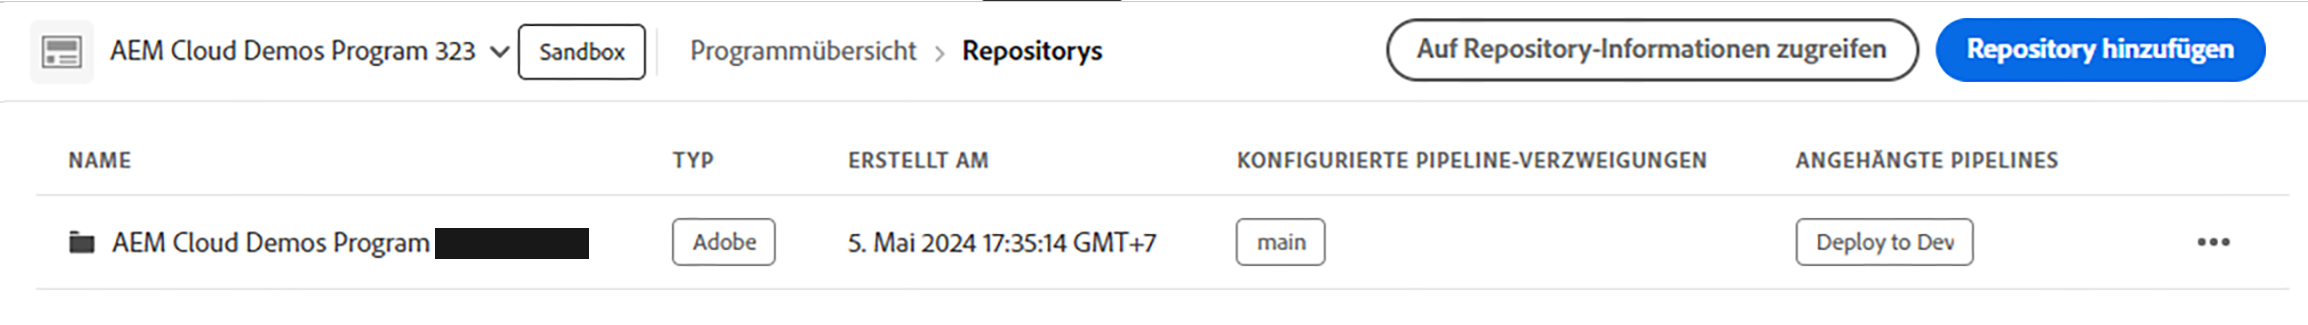 AEM Cloud Demos Program 323 Sandbox Programmübersicht > Repositorys Auf Repository-Informationen zugreifen Repository hinzufügen
NAME TYP ERSTELLT AM KONFIGURIERTE PIPELINE-VERZWEIGUNGEN ANGEHÄNGTE PIPELINES
AEM Cloud Demos Program Adobe 5. Mai 2024 17:35:14 GMT+7 main Deploy to Dev